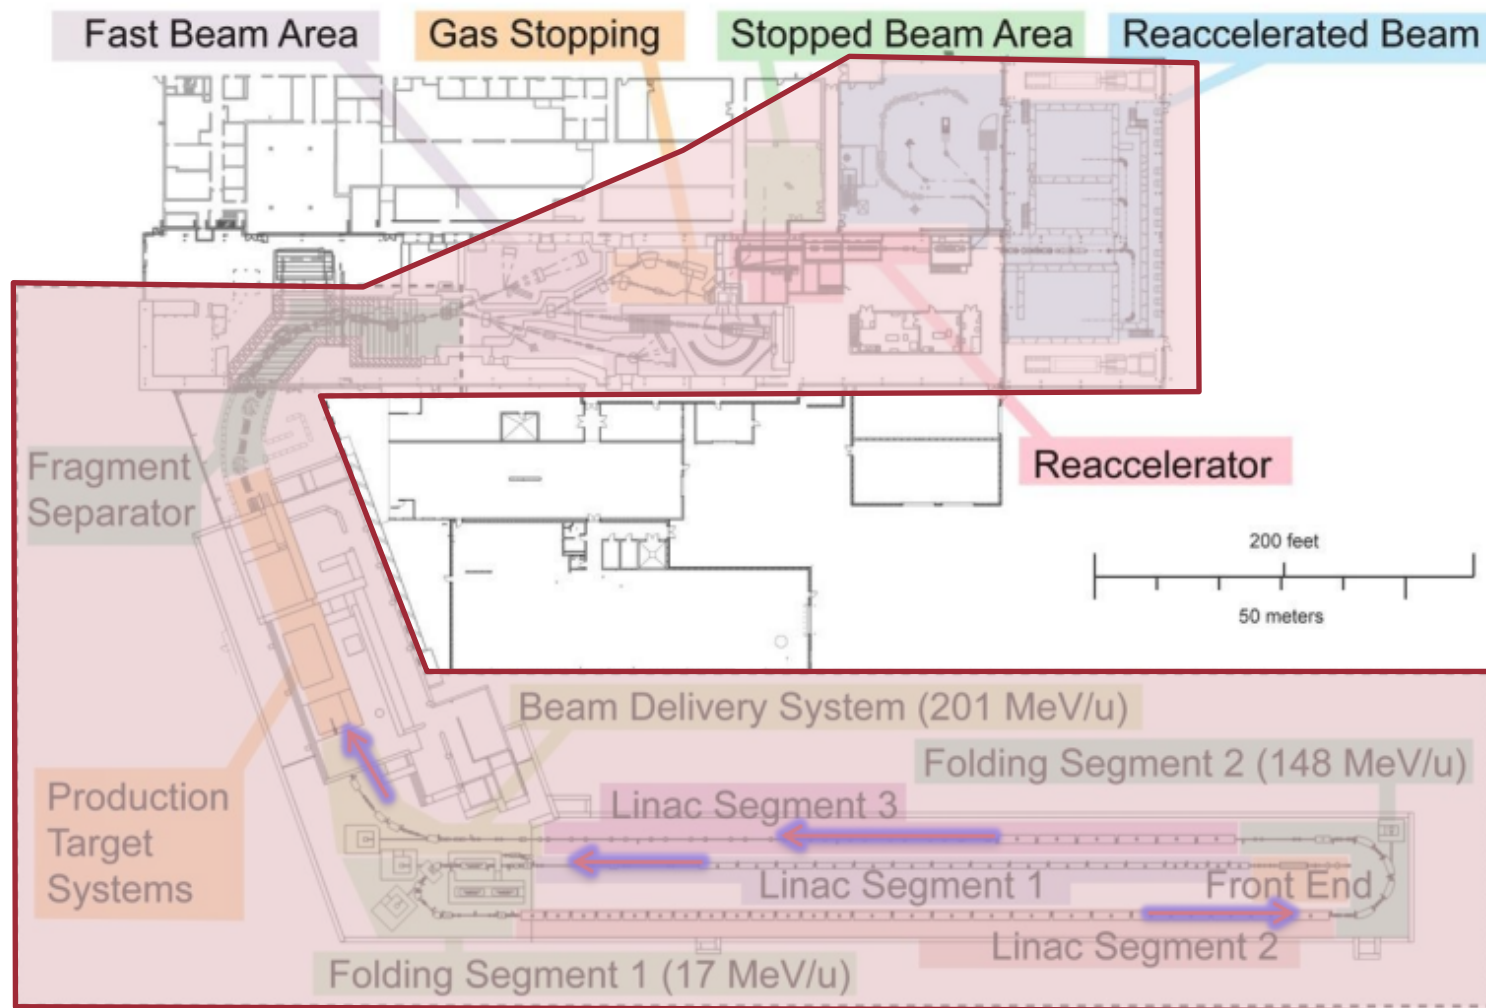 Fast Beam Area
Gas Stopping
Stopped Beam Area
Reaccelerated Beam
Fragment
Separator
Reaccelerator
200 feet
50 meters
Beam Delivery System (201 MeV/u)
Folding Segment 2 (148 MeV/u)
Production
Target
Systems
Linac Segment 3
Linac Segment 1
Front End
Linac Segment 2
Folding Segment 1 (17 MeV/u)